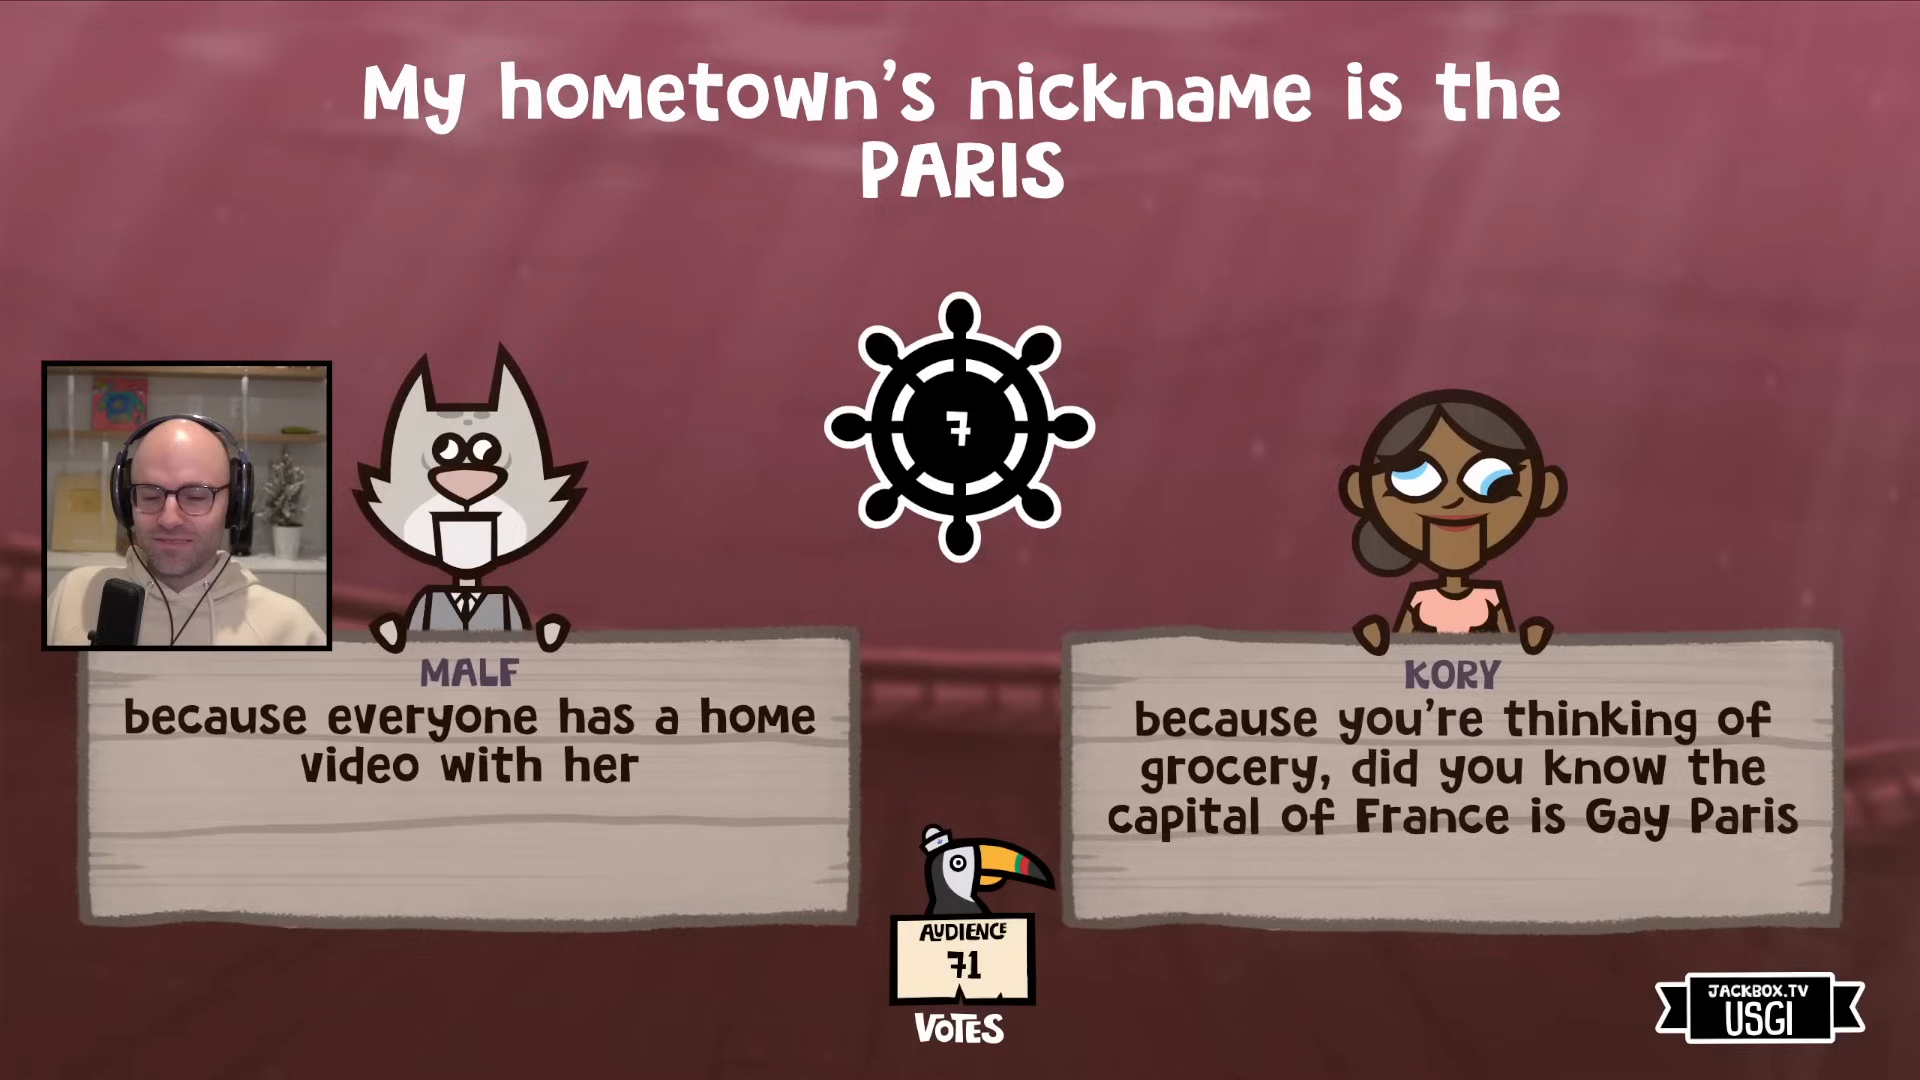 My hometown's nickname is the
PARIS
7
MALF
because everyone has a home
video with her
KORY
because you're thinking of
grocery, did you know the
capital of France is Gay Paris
AUDIENCE
71
VOTES
JACKBOX.TV
USGI